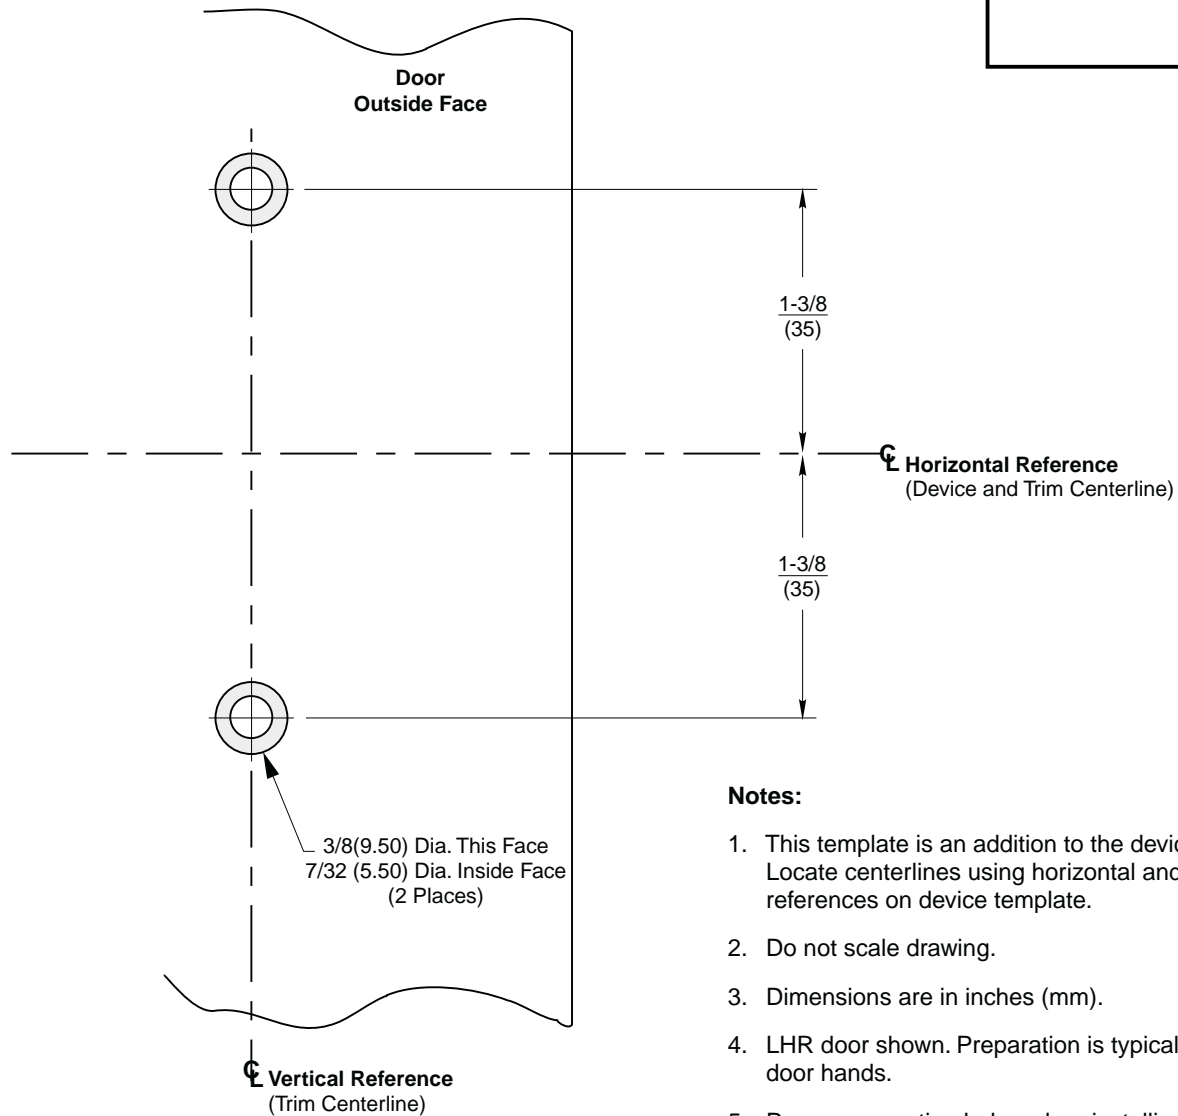 Door
Outside Face
1-3/8
(35)
℄ Horizontal Reference
(Device and Trim Centerline)
1-3/8
(35)
3/8(9.50) Dia. This Face
7/32 (5.50) Dia. Inside Face
(2 Places)
℄ Vertical Reference
(Trim Centerline)
Notes:
1. This template is an addition to the devic
Locate centerlines using horizontal and
references on device template.
2. Do not scale drawing.
3. Dimensions are in inches (mm).
4. LHR door shown. Preparation is typical
door hands.